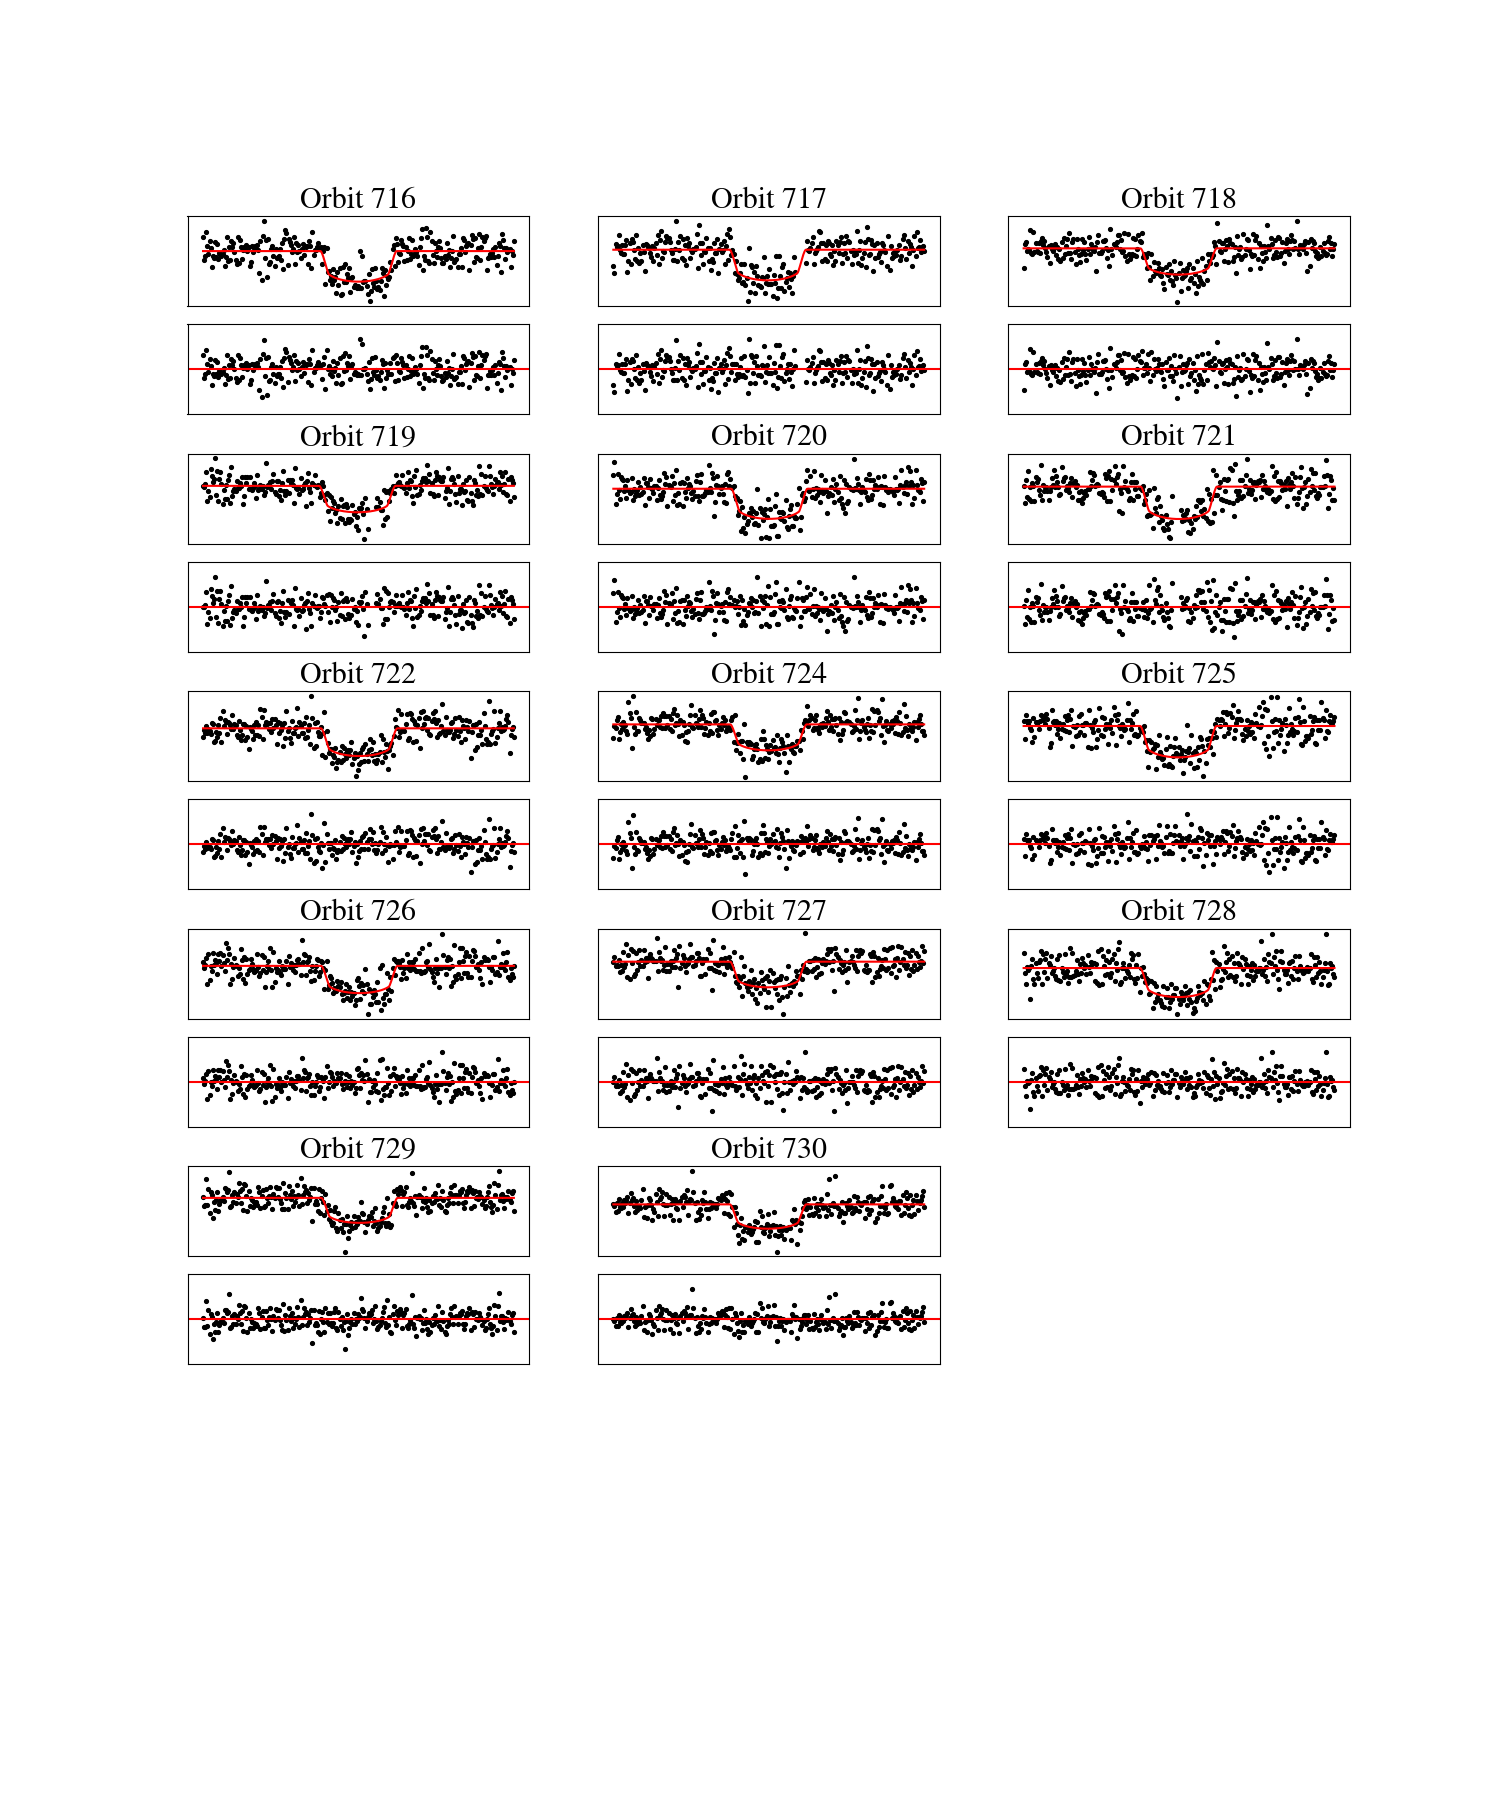 Orbit 716
Orbit 717
Orbit 718
Orbit 719
Orbit 720
Orbit 721
Orbit 722
Orbit 724
Orbit 725
Orbit 726
Orbit 727
Orbit 728
Orbit 729
Orbit 730